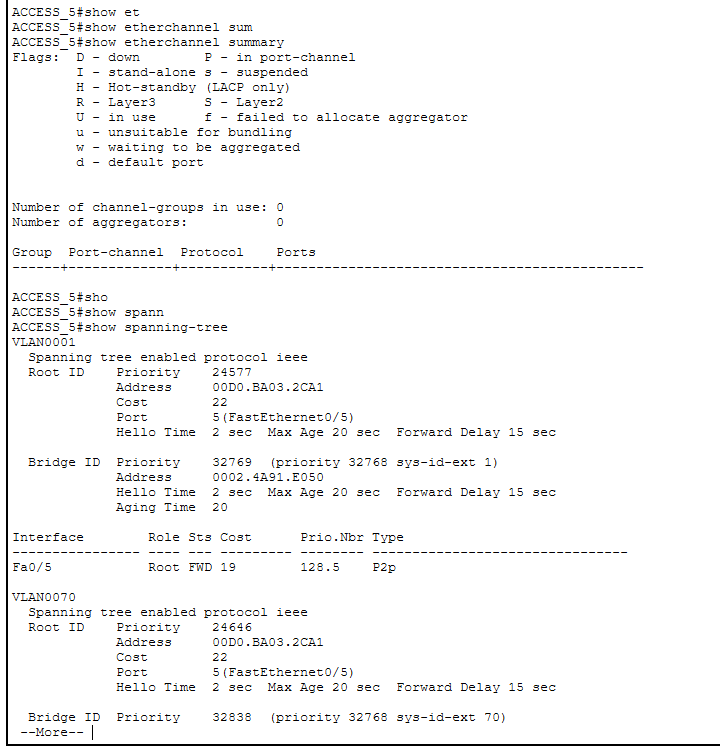 ACCESS_5#show et
ACCESS_5#show etherchannel sum
ACCESS_5#show etherchannel summary
Flags:  D - down        P - in port-channel
        I - stand-alone s - suspended
        H - Hot-standby (LACP only)
        R - Layer3      S - Layer2
        U - in use      f - failed to allocate aggregator
        u - unsuitable for bundling
        w - waiting to be aggregated
        d - default port
Number of channel-groups in use: 0
Number of aggregators:           0
Group  Port-channel  Protocol    Ports
------+-------------+-----------+----------------------------------------------
ACCESS_5#sho
ACCESS_5#show spann
ACCESS_5#show spanning-tree
VLAN0001
  Spanning tree enabled protocol ieee
  Root ID    Priority    24577
             Address     00D0.BA03.2CA1
             Cost        22
             Port        5(FastEthernet0/5)
             Hello Time  2 sec  Max Age 20 sec  Forward Delay 15 sec
  Bridge ID  Priority    32769  (priority 32768 sys-id-ext 1)
             Address     0002.4A91.E050
             Hello Time  2 sec  Max Age 20 sec  Forward Delay 15 sec
             Aging Time  20
Interface        Role Sts Cost      Prio.Nbr Type
---------------- ---- --- --------- -------- --------------------------------
Fa0/5            Root FWD 19        128.5    P2p
VLAN0070
  Spanning tree enabled protocol ieee
  Root ID    Priority    24646
             Address     00D0.BA03.2CA1
             Cost        22
             Port        5(FastEthernet0/5)
             Hello Time  2 sec  Max Age 20 sec  Forward Delay 15 sec
  Bridge ID  Priority    32838  (priority 32768 sys-id-ext 70)
 --More--